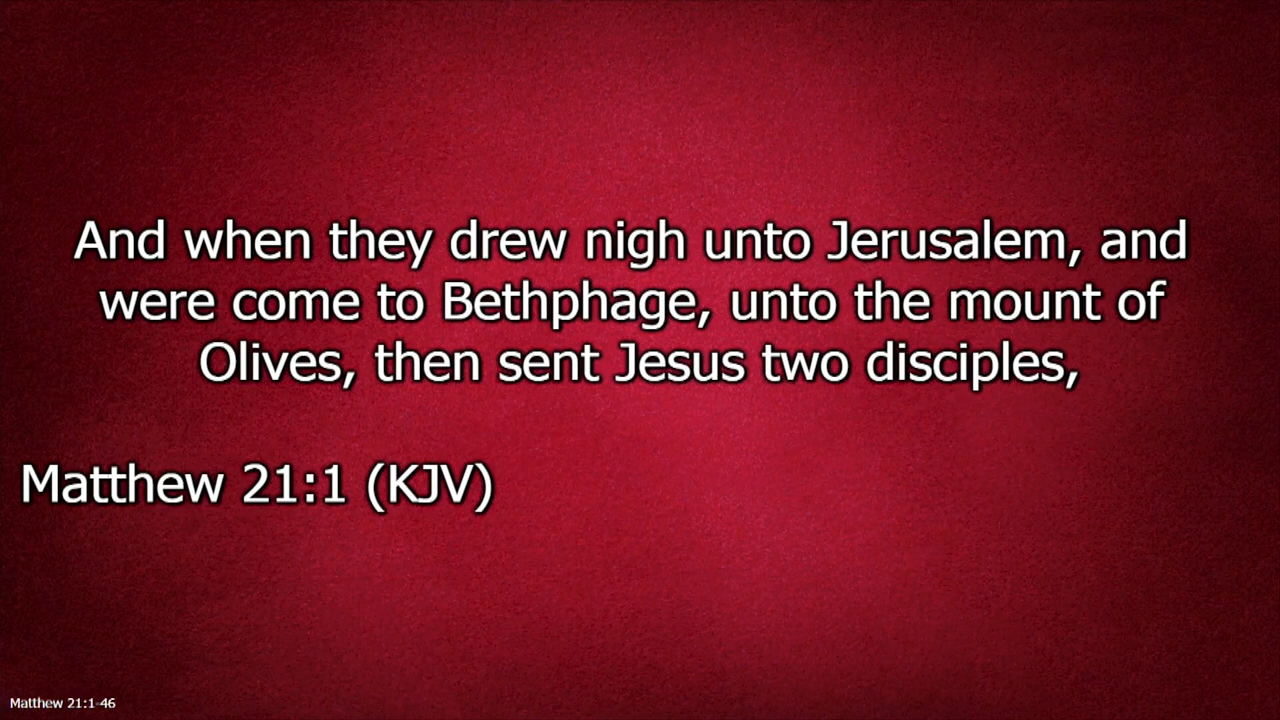 And when they drew nigh unto Jerusalem, and
were come to Bethphage, unto the mount of
Olives, then sent Jesus two disciples,
Matthew 21:1 (KJV)
Matthew 21:1-46